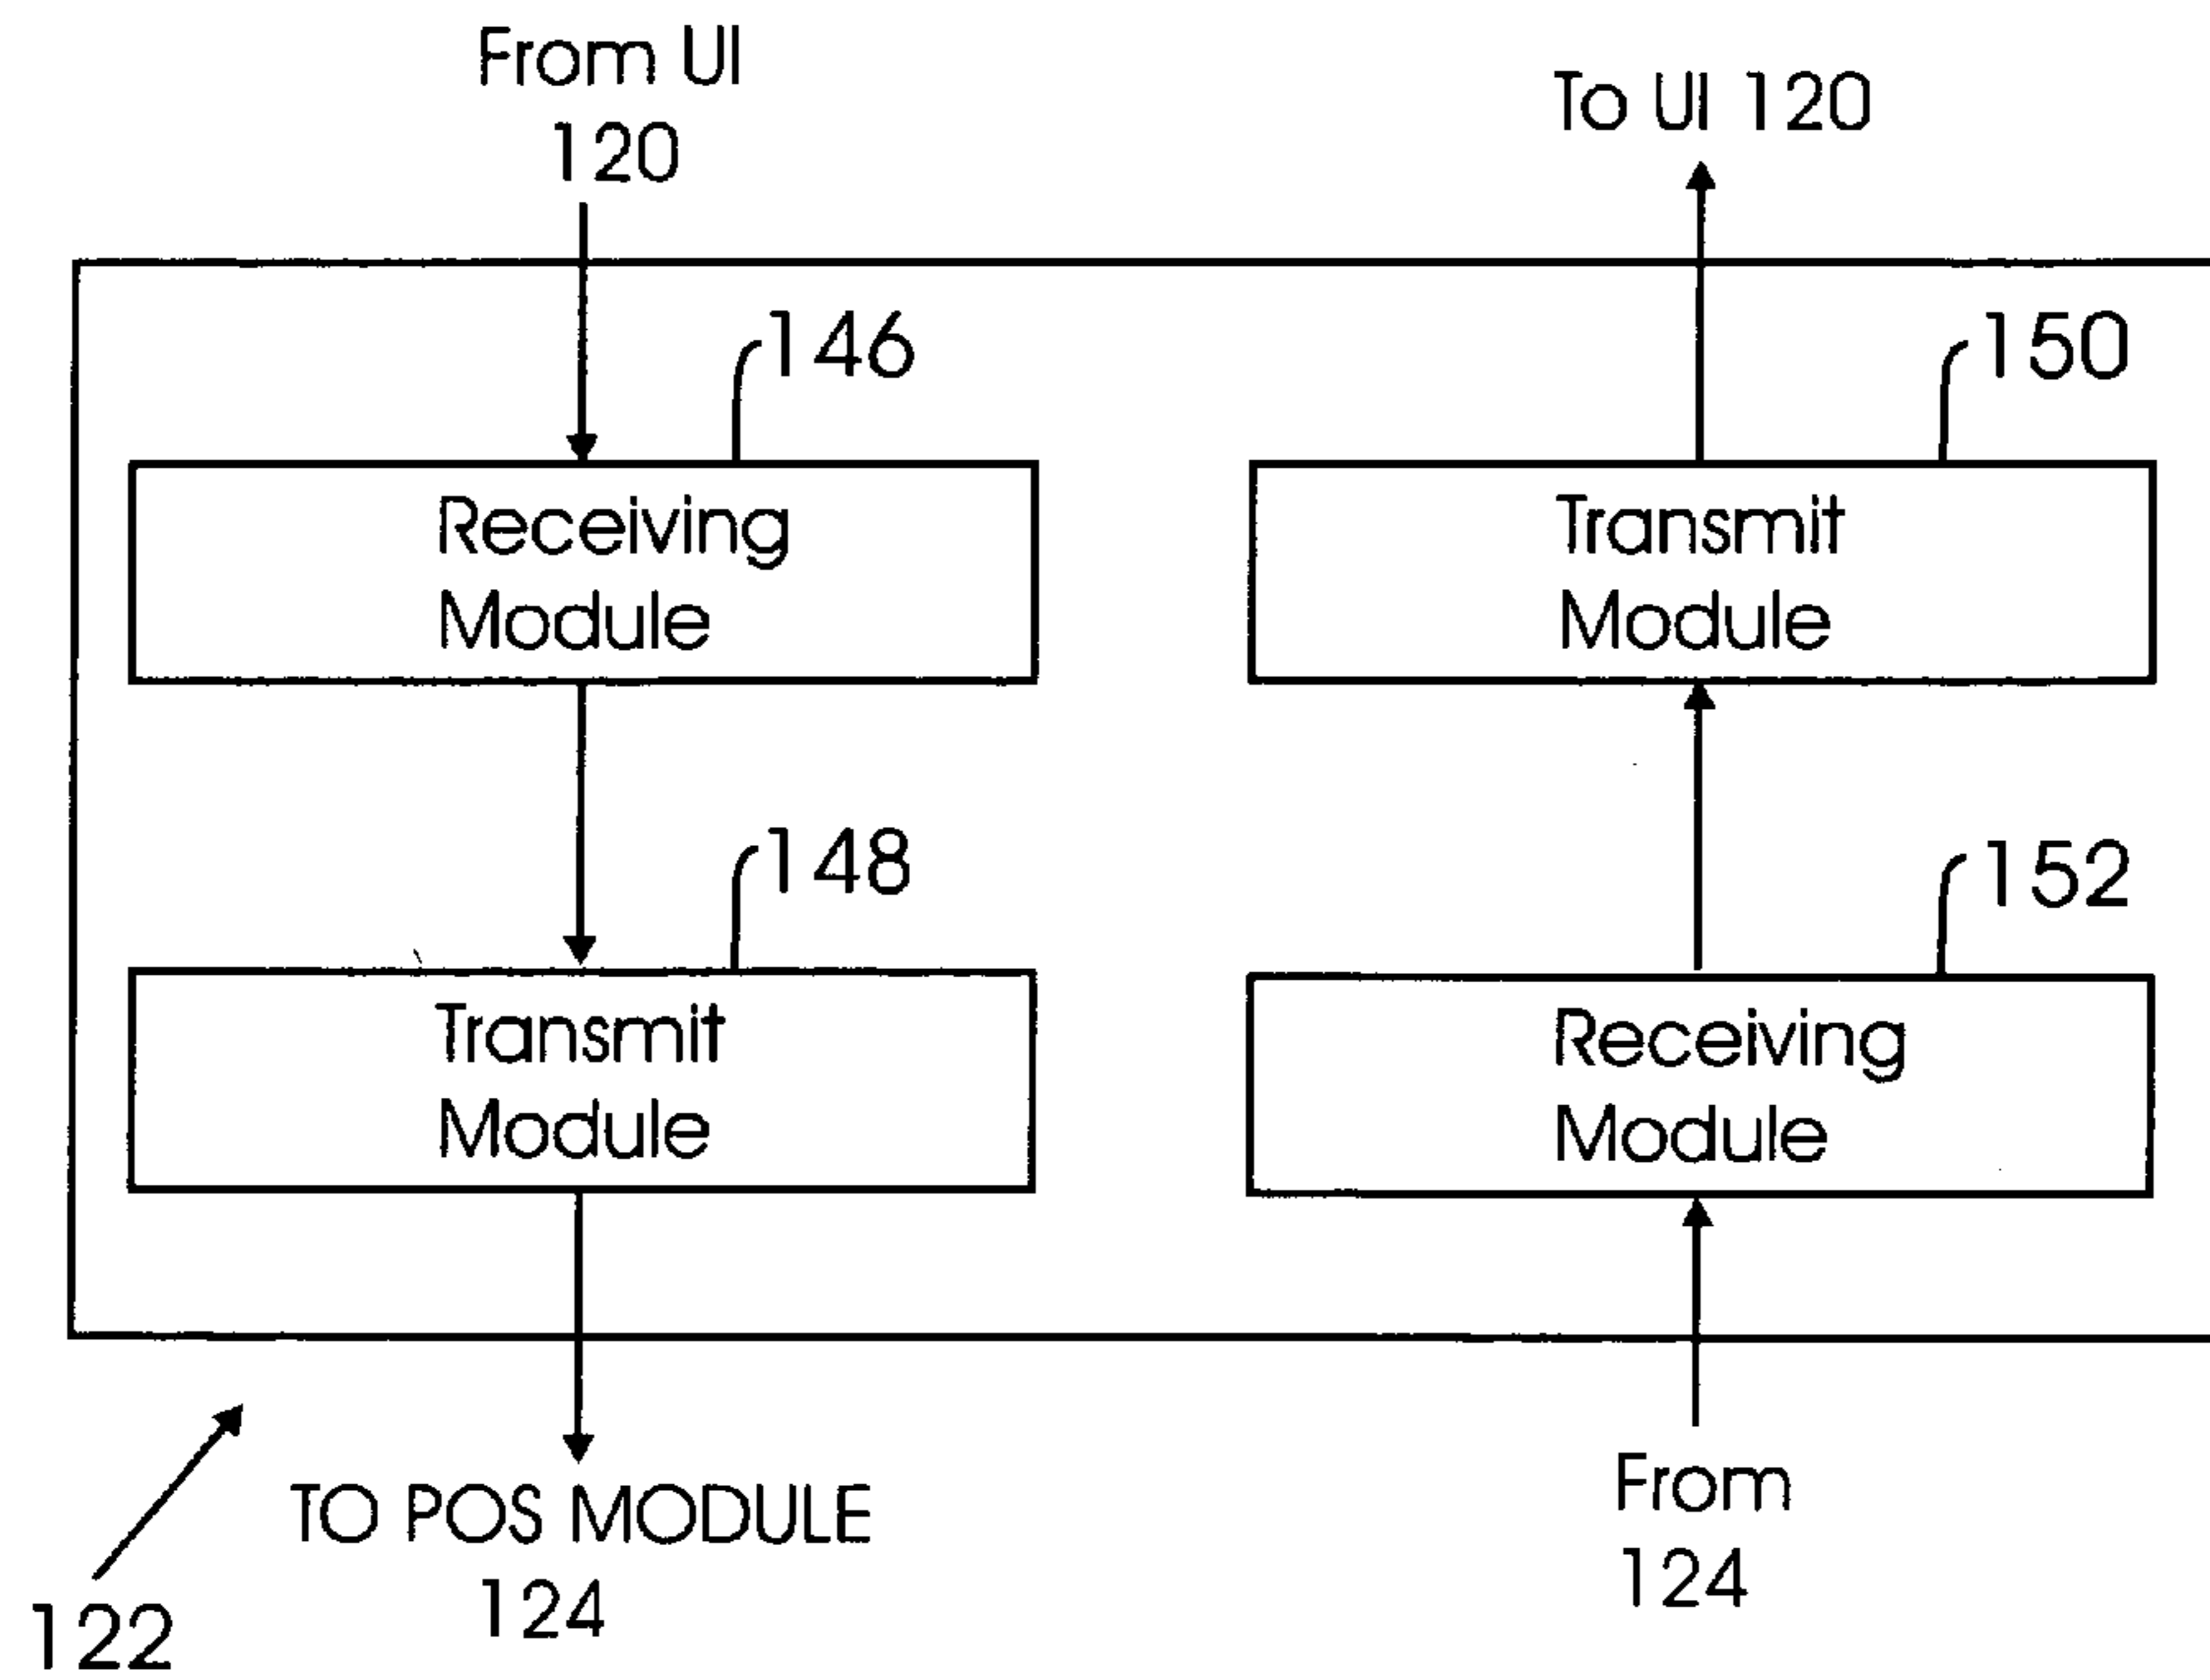 From UI
120
To UI 120
146
150
Receiving
Module
Transmit
Module
148
152
Transmit
Module
Receiving
Module
TO POS MODULE
124
From
124
122